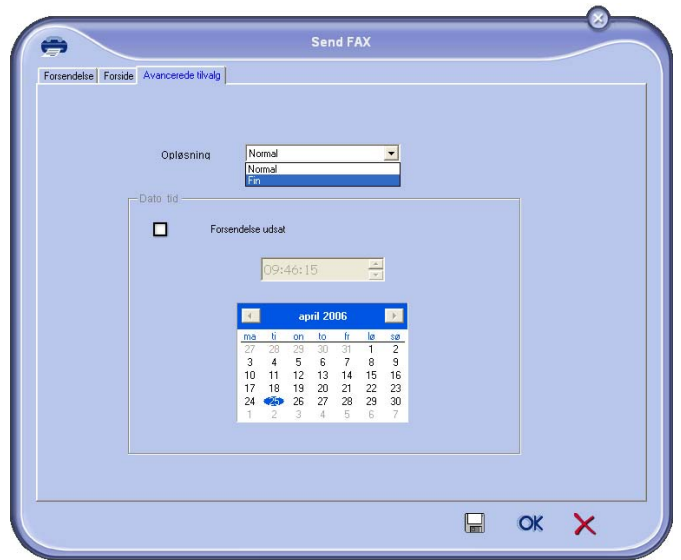 Send FAX
Forsendelse Forside Avancerede tilvalg
Opløsning Normal
Normal
Fin
Dato tid
Forsendelse udsat
09:46:15
april 2006
ma ti on to fr lø sø
27 28 29 30 31 1 2
3 4 5 6 7 8 9
10 11 12 13 14 15 16
17 18 19 20 21 22 23
24 25 26 27 28 29 30
1 2 3 4 5 6 7
OK